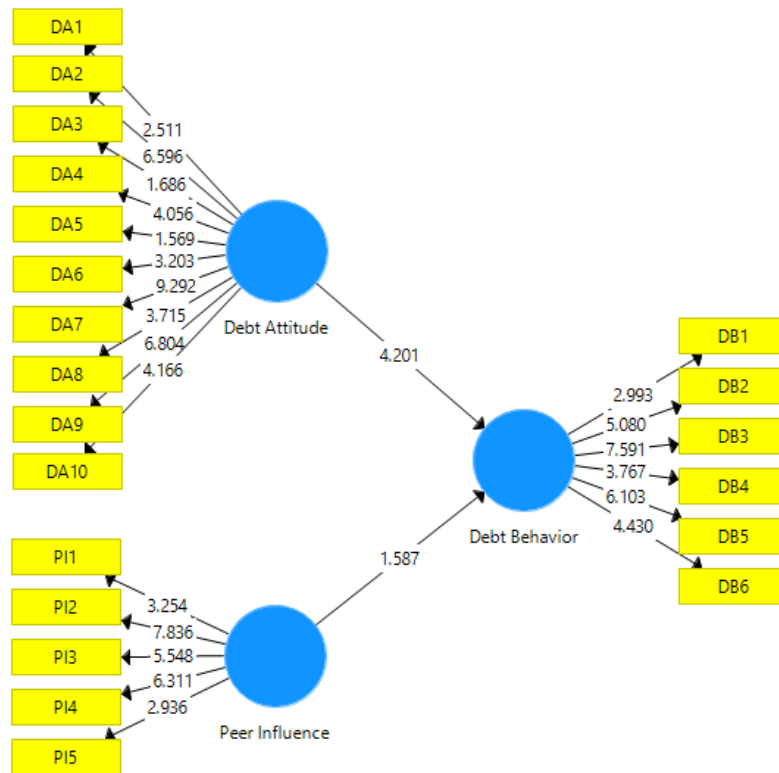 DA1
DA2
DA3
DA4
DA5
DA6
DA7
DA8
DA9
DA10
2.511
6.596
1.686
4.056
1.569
3.203
9.292
3.715
6.804
4.166
Debt Attitude
4.201
PI1
PI2
PI3
PI4
PI5
3.254
7.836
5.548
6.311
2.936
Peer Influence
1.587
Debt Behavior
2.993
5.080
7.591
3.767
6.103
4.430
DB1
DB2
DB3
DB4
DB5
DB6